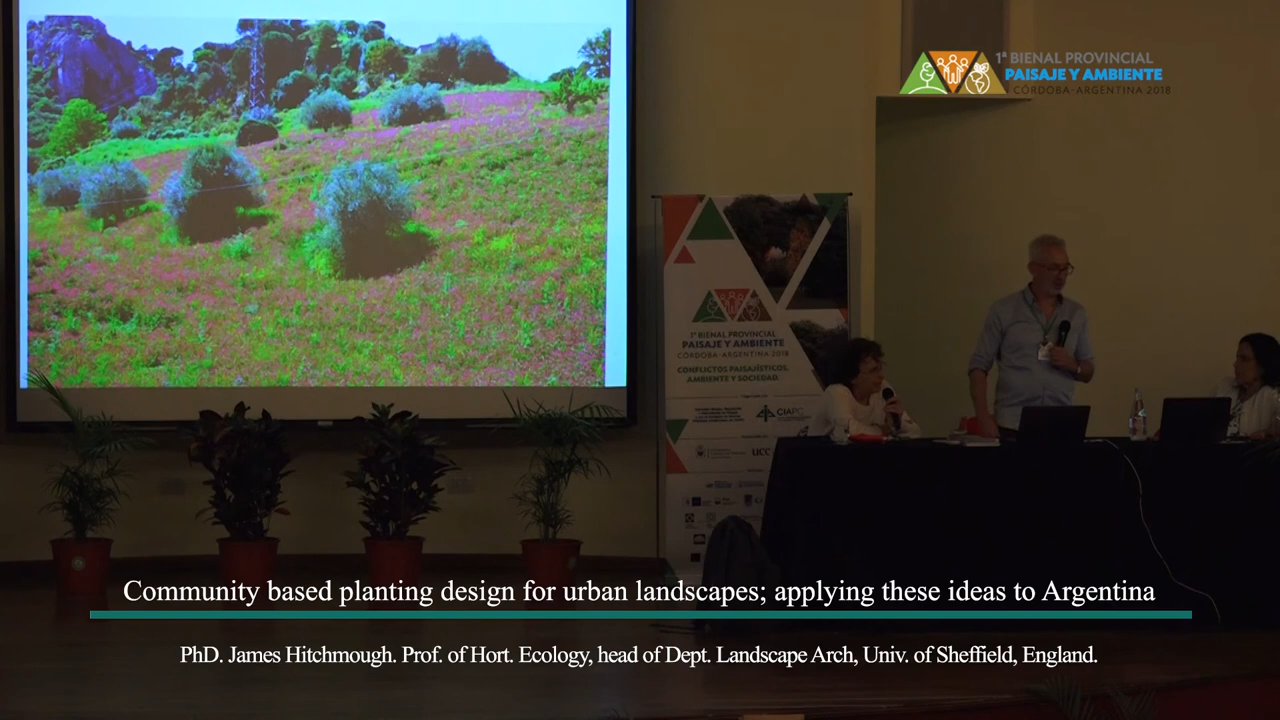 1ª BIENAL PROVINCIAL
PAISAJE Y AMBIENTE
CÓRDOBA-ARGENTINA 2018
1ª BIENAL PROVINCIAL
PAISAJE Y AMBIENTE
CÓRDOBA-ARGENTINA 2018
CONFLICTOS PAISAJÍSTICOS,
AMBIENTE Y SOCIEDAD.
CIAPC
UCC
Community based planting design for urban landscapes; applying these ideas to Argentina
PhD. James Hitchmough. Prof. of Hort. Ecology, head of Dept. Landscape Arch, Univ. of Sheffield, England.